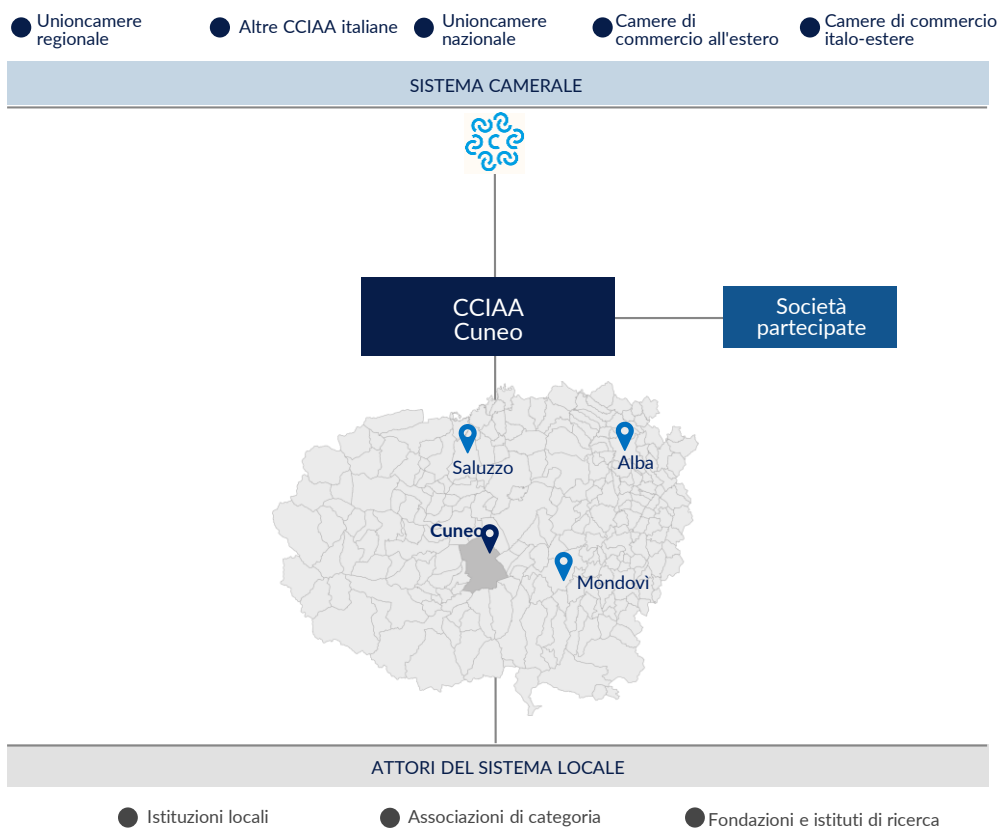 Unioncamere
regionale
Altre CCIAA italiane
Unioncamere
nazionale
Camere di
commercio all'estero
Camere di commercio
italo-estere
SISTEMA CAMERALE
CCIAA
Cuneo
Società
partecipate
Saluzzo
Alba
Cuneo
Mondovì
ATTORI DEL SISTEMA LOCALE
Istituzioni locali
Associazioni di categoria
Fondazioni e istituti di ricerca